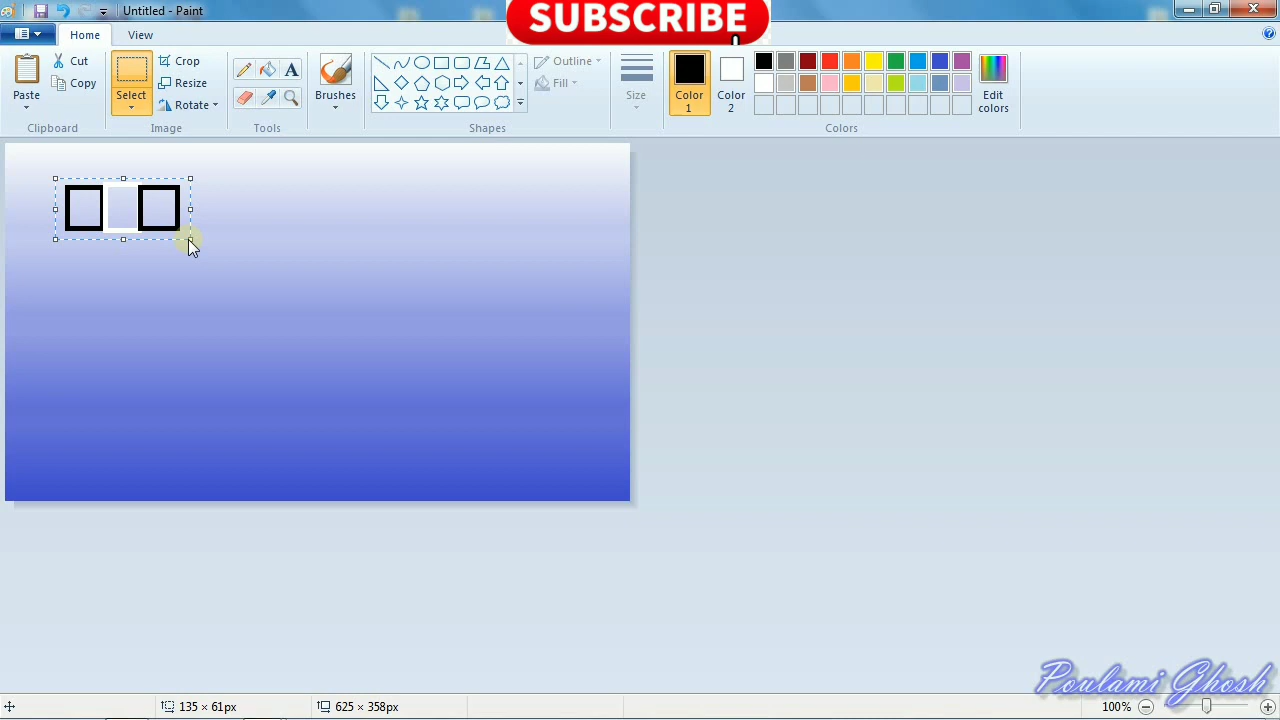 Untitled - Paint
SUBSCRIBE
Home View
Paste
Cut
Copy
Clipboard
Select
Crop
Resize
Rotate
Image
Tools
Brushes
Shapes
Outline
Fill
Size
Color 1
Color 2
Edit colors
Colors
Poulami Ghosh
135 × 61px
625 × 358px
100%